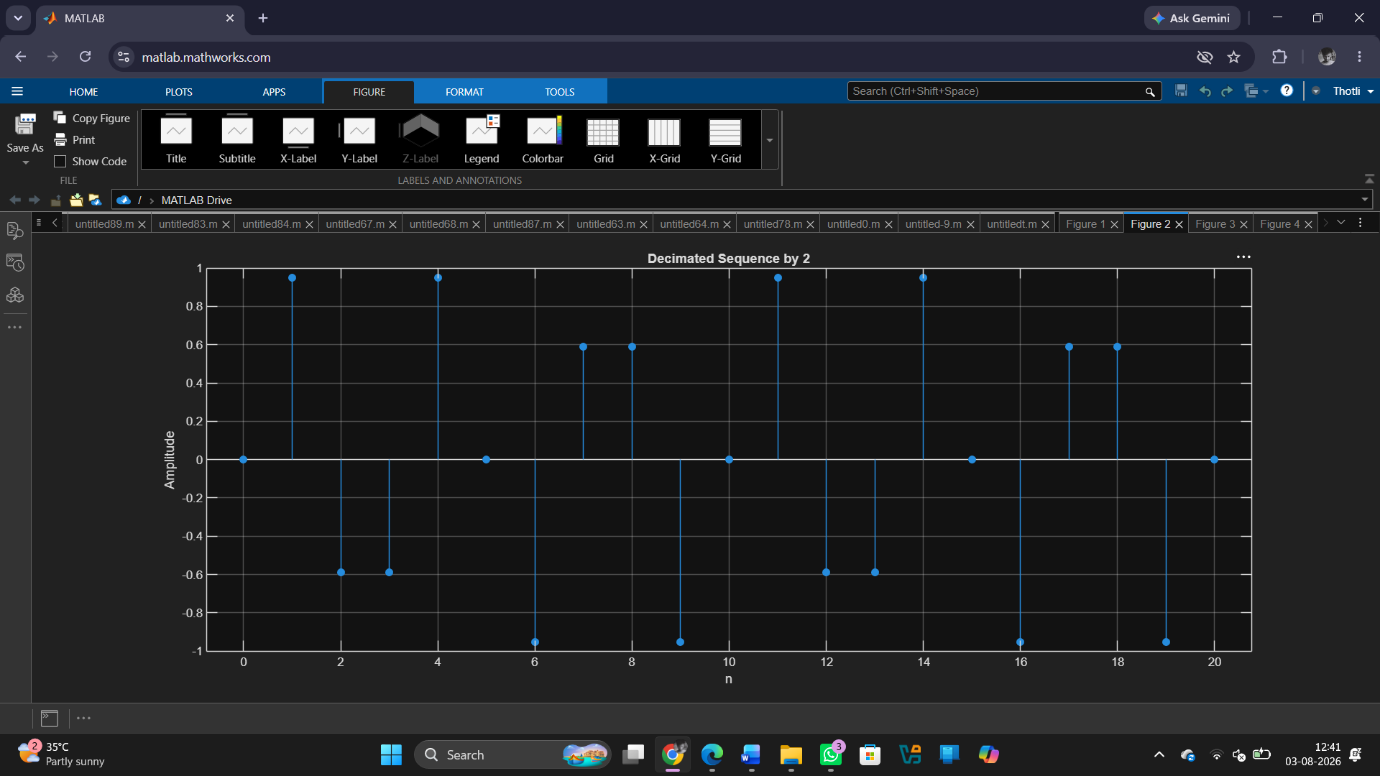 MATLAB
Ask Gemini
matlab.mathworks.com
HOME PLOTS APPS FIGURE FORMAT TOOLS Search (Ctrl+Shift+Space) Thotli
Save As
Copy Figure
Print
Show Code
FILE
Title Subtitle X-Label Y-Label Z-Label Legend Colorbar Grid X-Grid Y-Grid
LABELS AND ANNOTATIONS
/ > MATLAB Drive
untitled89.m untitled83.m untitled84.m untitled67.m untitled68.m untitled87.m untitled63.m untitled64.m untitled78.m untitled0.m untitled-9.m untitledt.m Figure 1 Figure 2 Figure 3 Figure 4
Decimated Sequence by 2
1
0.8
0.6
0.4
0.2
0
-0.2
-0.4
-0.6
-0.8
-1
Amplitude
0 2 4 6 8 10 12 14 16 18 20
n
2
35°C
Partly sunny
Search
3
12:41
03-08-2026